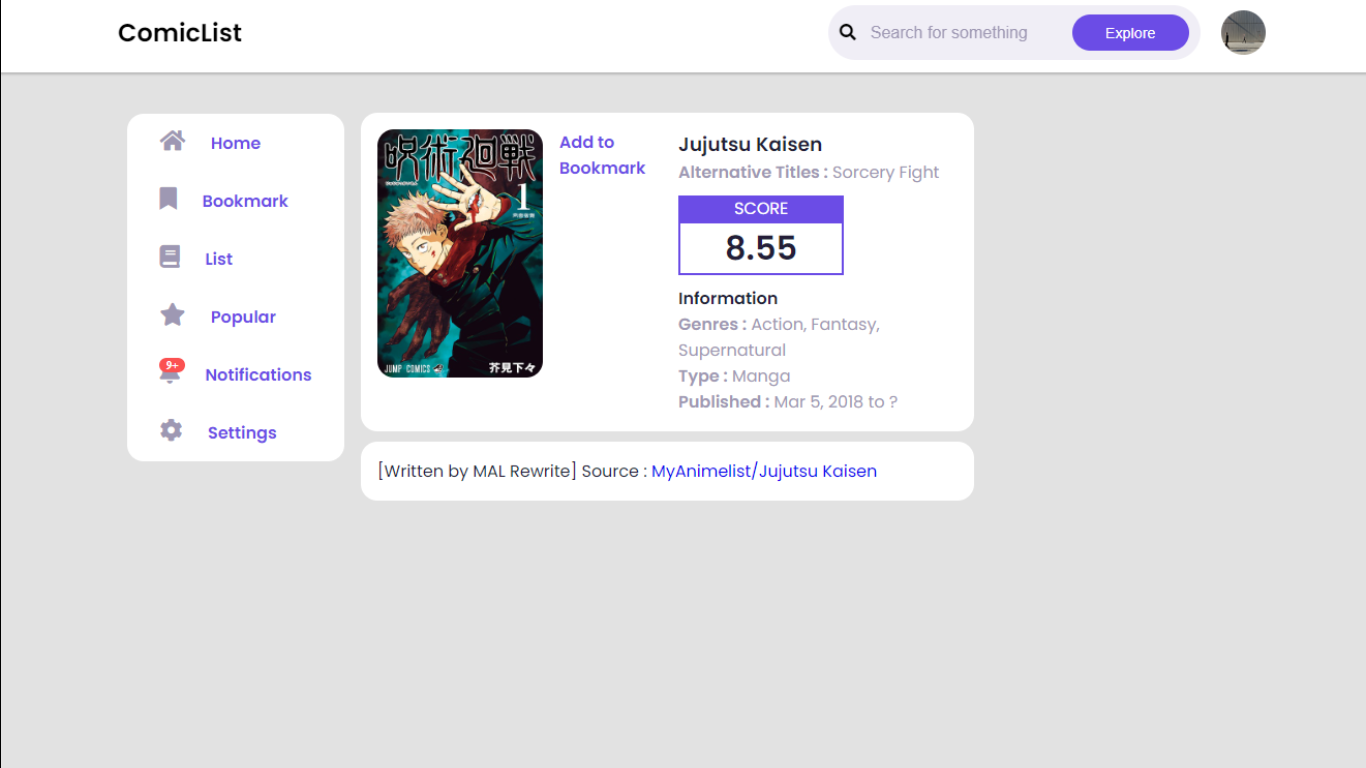 ComicList
Search for something
Explore
Home
Bookmark
List
Popular
9+
Notifications
Settings
呪術廻戦
1
芥見下々
JUMP COMICS
Add to
Bookmark
Jujutsu Kaisen
Alternative Titles : Sorcery Fight
SCORE
8.55
Information
Genres : Action, Fantasy,
Supernatural
Type : Manga
Published : Mar 5, 2018 to ?
[Written by MAL Rewrite] Source : MyAnimelist/Jujutsu Kaisen